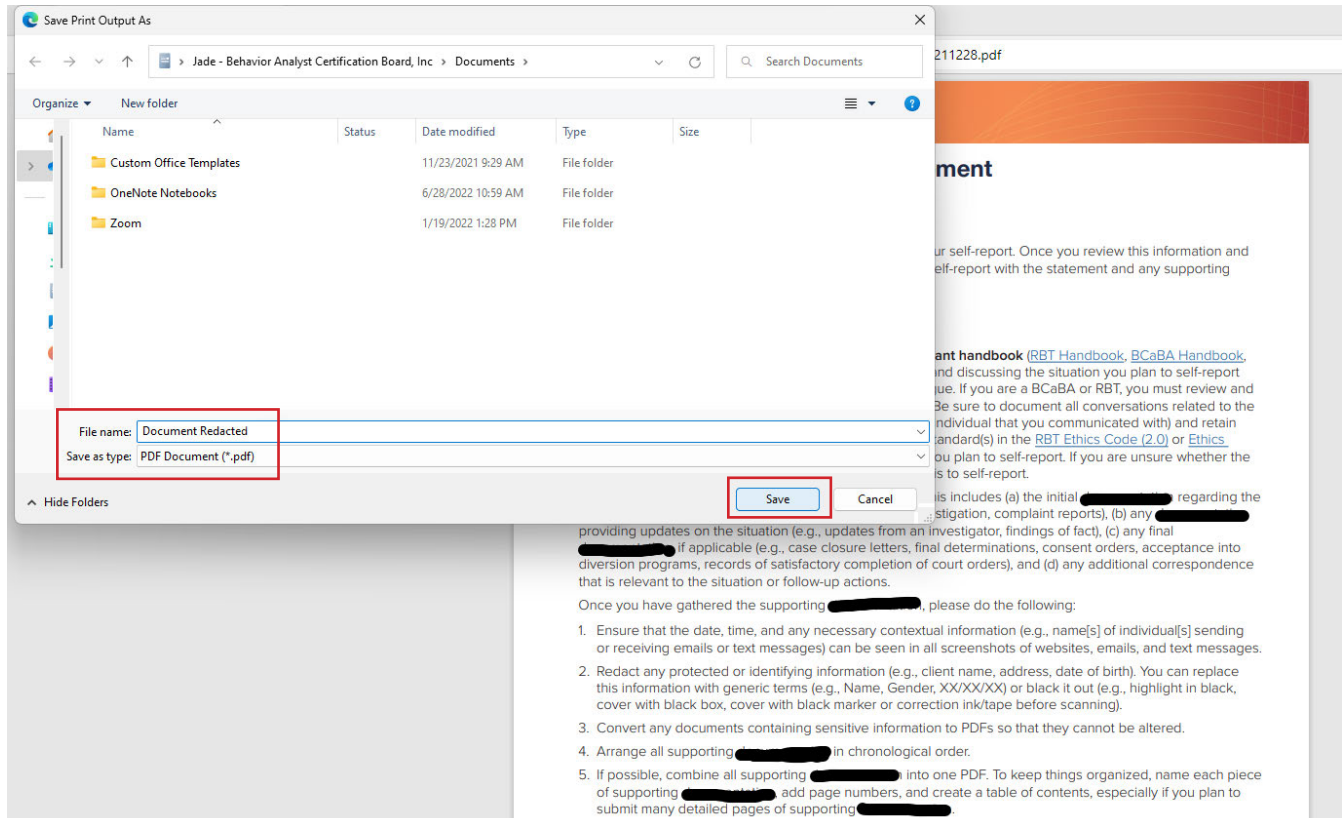 Save Print Output As
Jade - Behavior Analyst Certification Board, Inc > Documents >
Search Documents
211228.pdf
Organize
New folder
Name
Status
Date modified
Type
Size
Custom Office Templates
11/23/2021 9:29 AM
File folder
OneNote Notebooks
6/28/2022 10:59 AM
File folder
Zoom
1/19/2022 1:28 PM
File folder
File name: Document Redacted
Save as type: PDF Document (*.pdf)
Hide Folders
Save
Cancel
ment
self-report. Once you review this information and
self-report with the statement and any supporting
handbook (RBT Handbook, BCaBA Handbook,
and discussing the situation you plan to self-report
. If you are a BCaBA or RBT, you must review and
Be sure to document all conversations related to the
individual that you communicated with) and retain
standard(s) in the RBT Ethics Code (2.0) or Ethics
you plan to self-report. If you are unsure whether the
is to self-report.
includes (a) the initial regarding the
complaint reports), (b) any
providing updates on the situation (e.g., updates from an investigator, findings of fact), (c) any final
if applicable (e.g., case closure letters, final determinations, consent orders, acceptance into
diversion programs, records of satisfactory completion of court orders), and (d) any additional correspondence
that is relevant to the situation or follow-up actions.
Once you have gathered the supporting , please do the following:
1. Ensure that the date, time, and any necessary contextual information (e.g., name[s] of individual[s] sending
or receiving emails or text messages) can be seen in all screenshots of websites, emails, and text messages.
2. Redact any protected or identifying information (e.g., client name, address, date of birth). You can replace
this information with generic terms (e.g., Name, Gender, XX/XX/XX) or black it out (e.g., highlight in black,
cover with black box, cover with black marker or correction ink/tape before scanning).
3. Convert any documents containing sensitive information to PDFs so that they cannot be altered.
4. Arrange all supporting in chronological order.
5. If possible, combine all supporting into one PDF. To keep things organized, name each piece
of supporting , add page numbers, and create a table of contents, especially if you plan to
submit many detailed pages of supporting .